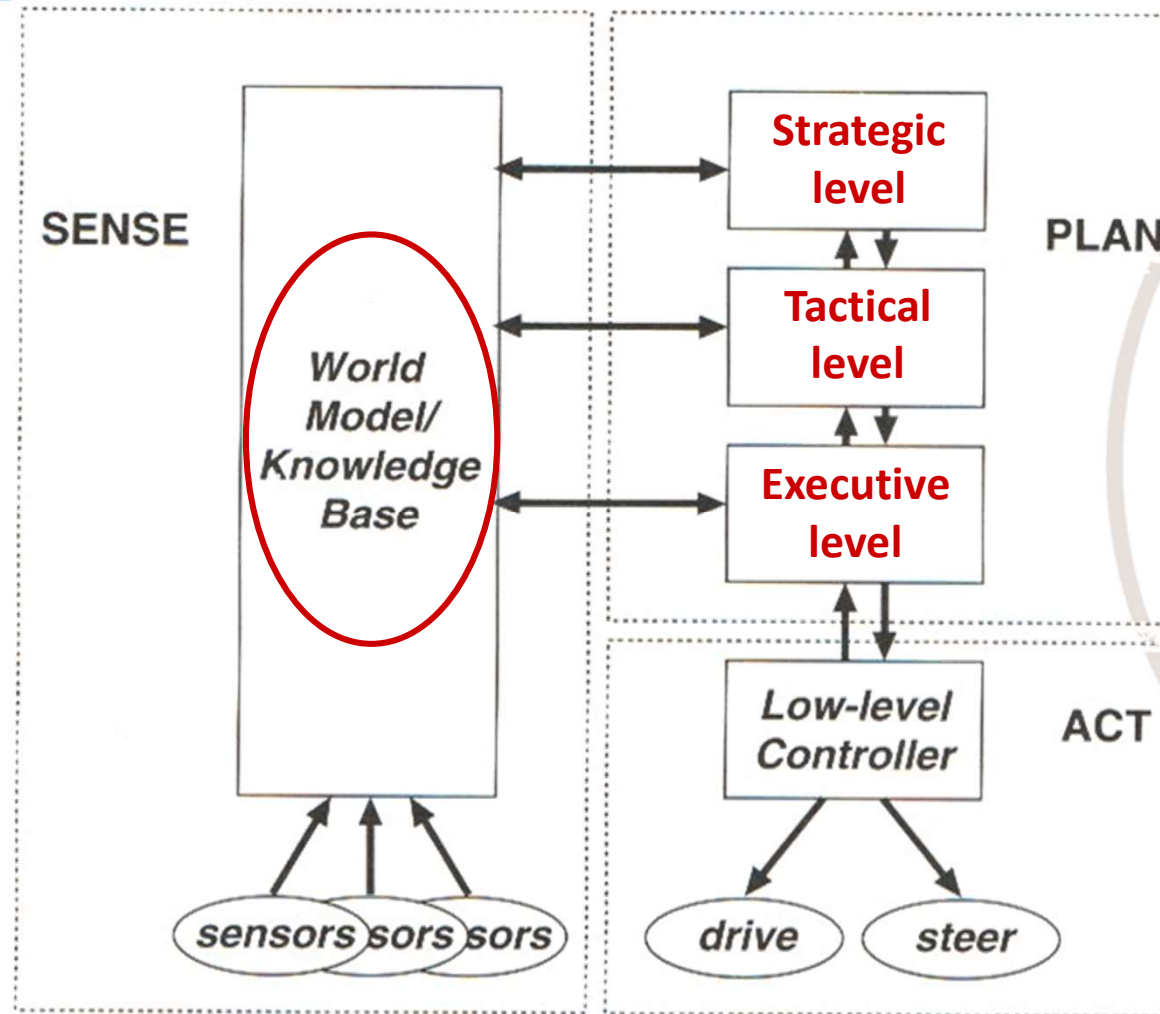 SENSE
World
Model/
Knowledge
Base
sensors sors sors
Strategic
level
PLAN
Tactical
level
Executive
level
Low-level
Controller
ACT
drive
steer